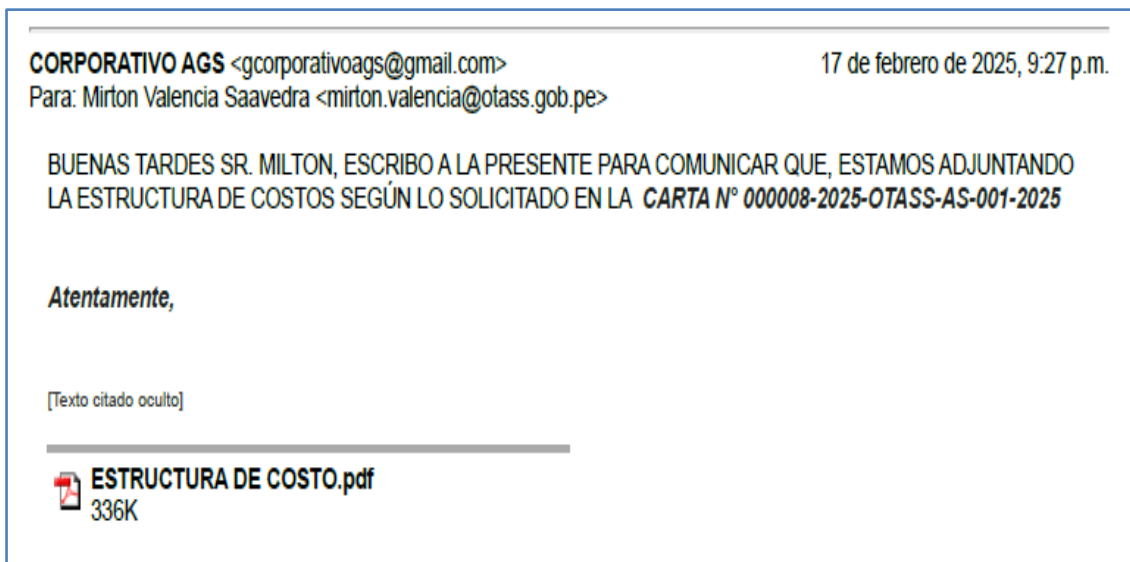 CORPORATIVO AGS <gcorporativoags@gmail.com> 17 de febrero de 2025, 9:27 p.m.
Para: Mirton Valencia Saavedra <mirton.valencia@otass.gob.pe>
BUENAS TARDES SR. MILTON, ESCRIBO A LA PRESENTE PARA COMUNICAR QUE, ESTAMOS ADJUNTANDO
LA ESTRUCTURA DE COSTOS SEGÚN LO SOLICITADO EN LA CARTA N° 000008-2025-OTASS-AS-001-2025
Atentamente,
[Texto citado oculto]
ESTRUCTURA DE COSTO.pdf
336K